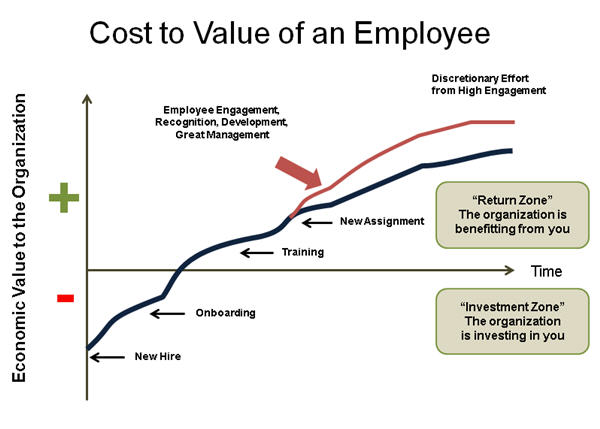 Cost to Value of an Employee
Discretionary Effort
from High Engagement
Employee Engagement,
Recognition, Development,
Great Management
Economic Value to the Organization
+
-
New Assignment
Training
Onboarding
New Hire
Time
“Return Zone”
The organization is
benefitting from you
“Investment Zone”
The organization
is investing in you